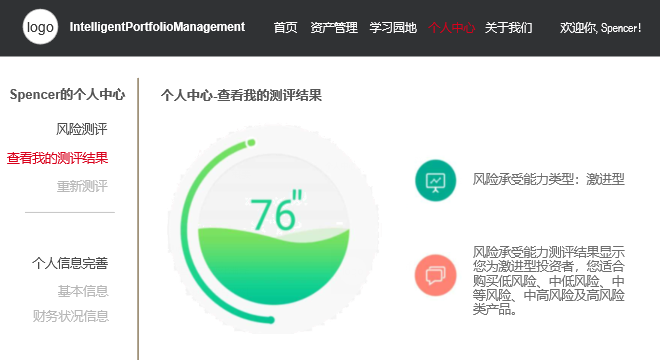 logo IntelligentPortfolioManagement 首页 资产管理 学习园地 个人中心 关于我们 欢迎你, Spencer!
Spencer的个人中心
风险测评
查看我的测评结果
重新测评
个人信息完善
基本信息
财务状况信息
个人中心-查看我的测评结果
76"
风险承受能力类型：激进型
风险承受能力测评结果显示
您为激进型投资者，您适合
购买低风险、中低风险、中
等风险、中高风险及高风险
类产品。